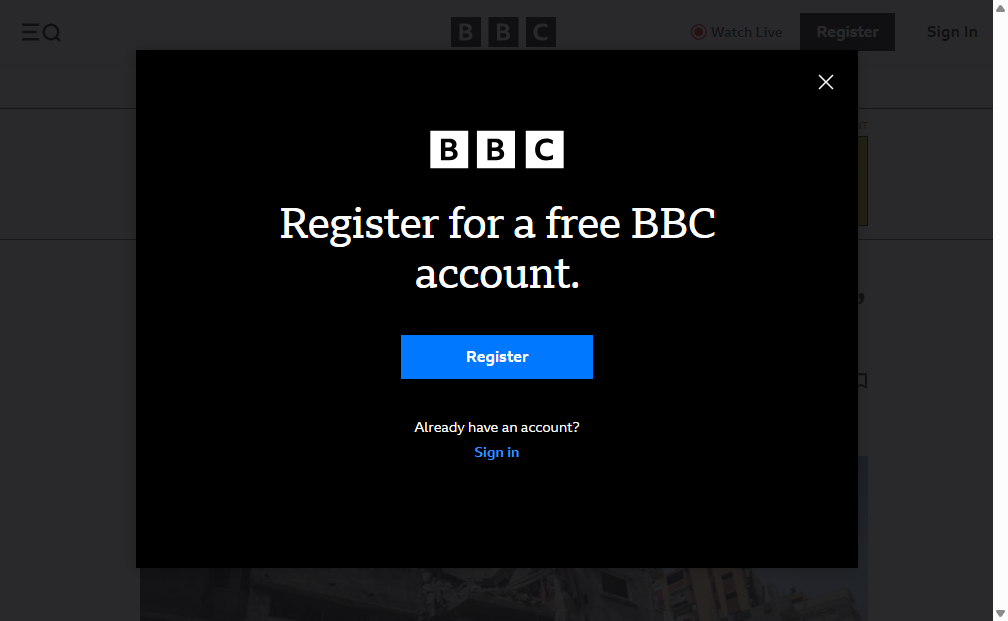 BBC
Watch Live
Register
Sign In
BBC
Register for a free BBC
account.
Register
Already have an account?
Sign in